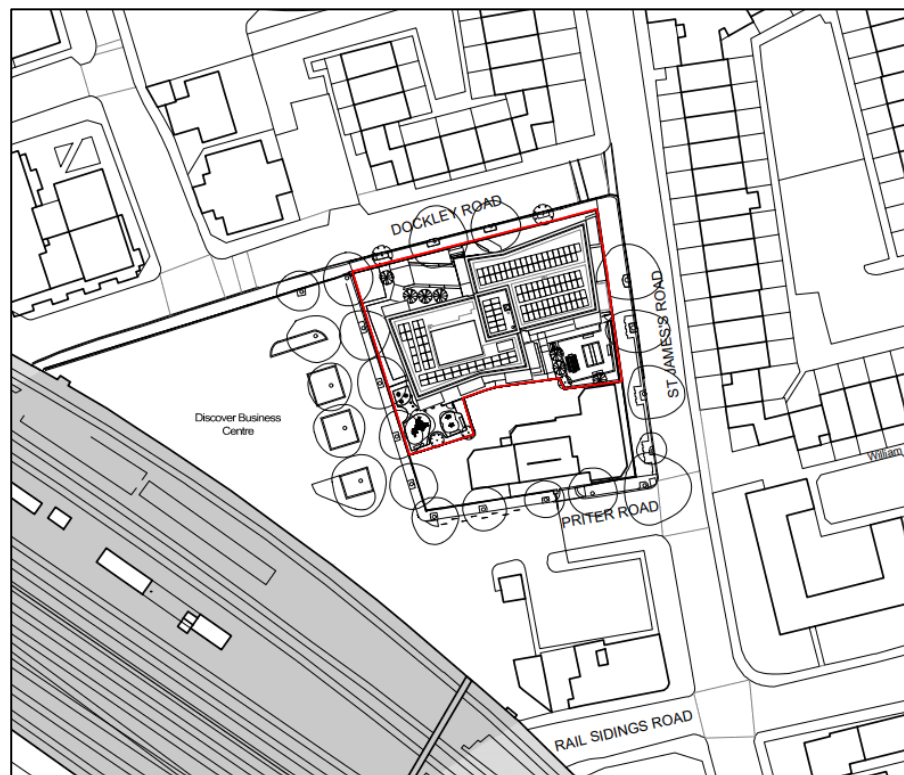 DOCKLEY ROAD
ST JAMES'S ROAD
Discover Business
Centre
William
PRITER ROAD
RAIL SIDINGS ROAD